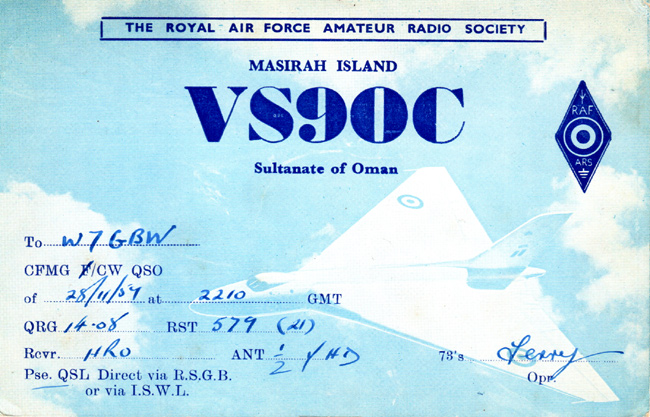 THE ROYAL AIR FORCE AMATEUR RADIO SOCIETY
MASIRAH ISLAND
VS9OC
Sultanate of Oman
RAF
ARS
To W7GBW
CFMG F/CW QSO
of 28/11/59 at 2210 GMT
QRG 14.08 RST 579 (21)
Rcvr. HRO ANT ½ λ HD 73's Terry
Pse. QSL Direct via R.S.G.B. Opr.
or via I.S.W.L.